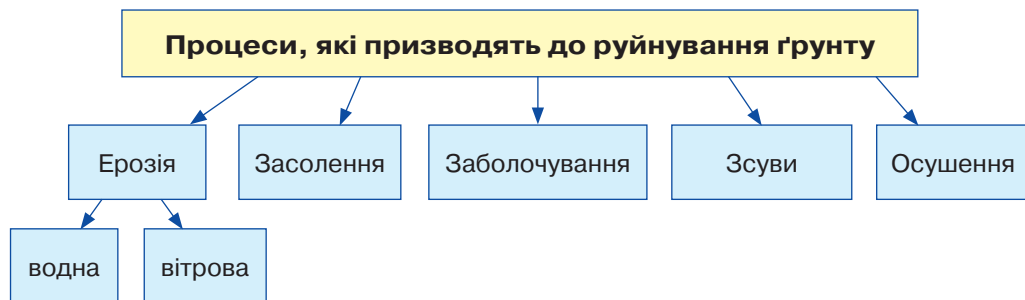 Процеси, які призводять до руйнування ґрунту
Ерозія
Засолення
Заболочування
Зсуви
Осушення
водна
вітрова